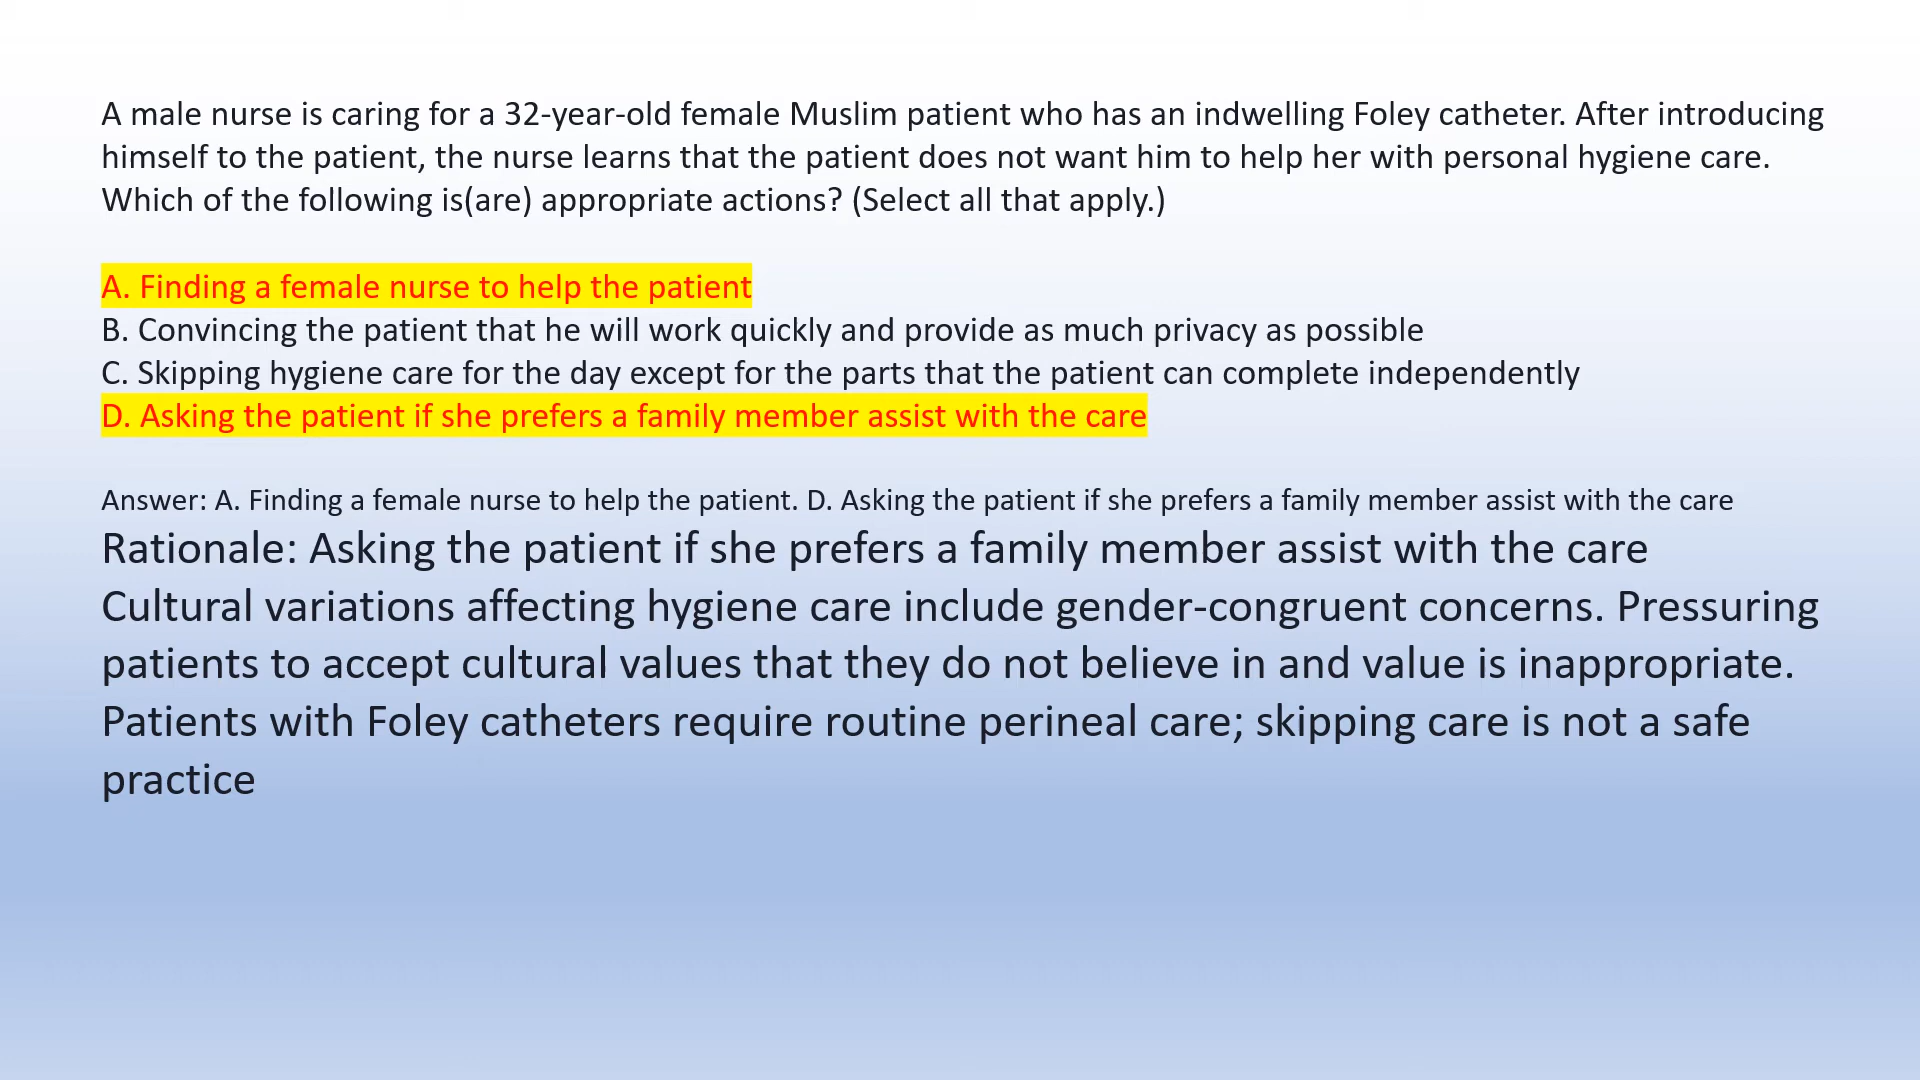 A male nurse is caring for a 32-year-old female Muslim patient who has an indwelling Foley catheter. After introducing
himself to the patient, the nurse learns that the patient does not want him to help her with personal hygiene care.
Which of the following is(are) appropriate actions? (Select all that apply.)
A. Finding a female nurse to help the patient
B. Convincing the patient that he will work quickly and provide as much privacy as possible
C. Skipping hygiene care for the day except for the parts that the patient can complete independently
D. Asking the patient if she prefers a family member assist with the care
Answer: A. Finding a female nurse to help the patient. D. Asking the patient if she prefers a family member assist with the care
Rationale: Asking the patient if she prefers a family member assist with the care
Cultural variations affecting hygiene care include gender-congruent concerns. Pressuring
patients to accept cultural values that they do not believe in and value is inappropriate.
Patients with Foley catheters require routine perineal care; skipping care is not a safe
practice